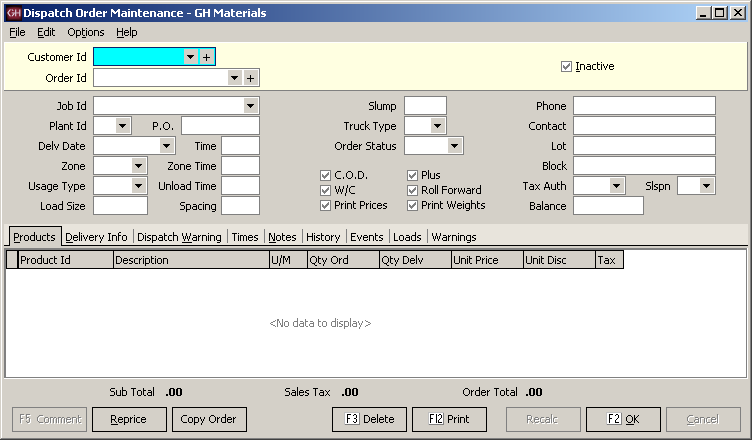 GH Dispatch Order Maintenance - GH Materials
File Edit Options Help
Customer Id +
Order Id +
Inactive
Job Id Slump Phone
Plant Id P.O. Truck Type Contact
Delv Date Time Order Status Lot
Zone Zone Time Block
C.O.D. Plus
Usage Type Unload Time W/C Roll Forward Tax Auth Slspn
Load Size Spacing Print Prices Print Weights Balance
Products Delivery Info Dispatch Warning Times Notes History Events Loads Warnings
Product Id Description U/M Qty Ord Qty Delv Unit Price Unit Disc Tax
<No data to display>
Sub Total .00 Sales Tax .00 Order Total .00
F5 Comment Reprice Copy Order F3 Delete F12 Print Recalc F2 OK Cancel